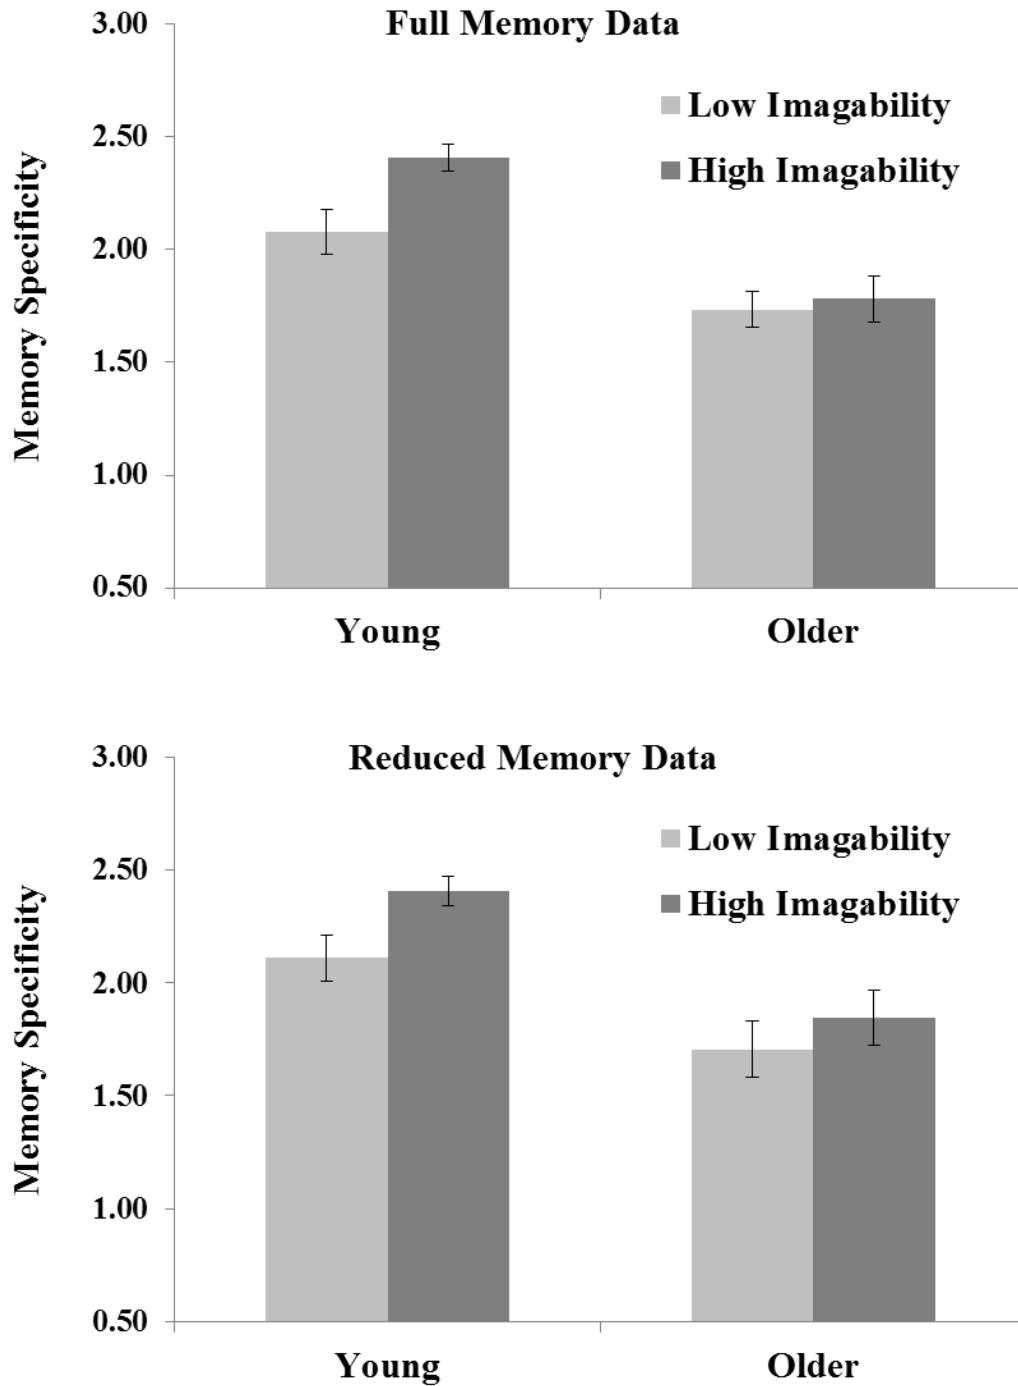 Full Memory Data
3.00
2.50
2.00
1.50
1.00
0.50
Memory Specificity
Low Imagability
High Imagability
Young
Older
Reduced Memory Data
3.00
2.50
2.00
1.50
1.00
0.50
Memory Specificity
Low Imagability
High Imagability
Young
Older